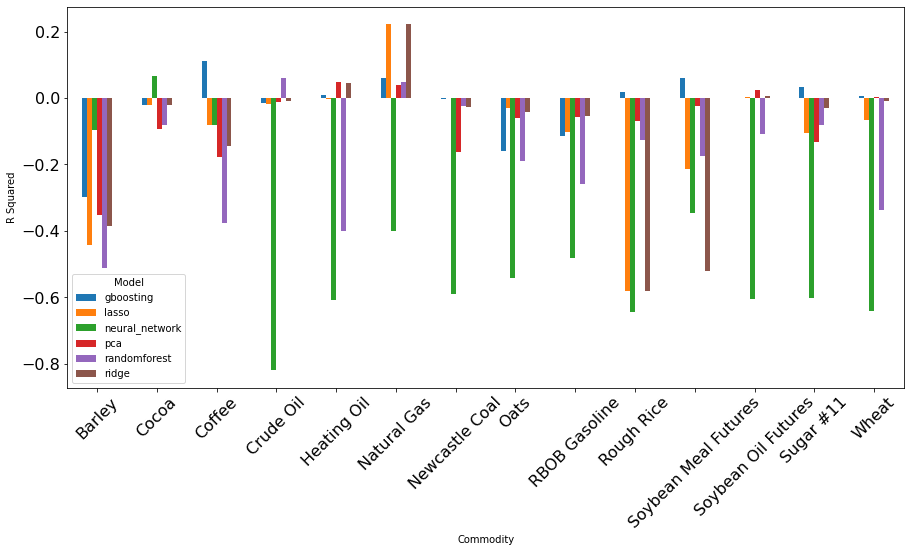 0.2
0.0
−0.2
−0.4
−0.6
−0.8
R Squared
Model
gboosting
lasso
neural_network
pca
randomforest
ridge
Barley
Cocoa
Coffee
Crude Oil
Heating Oil
Natural Gas
Newcastle Coal
Oats
RBOB Gasoline
Rough Rice
Soybean Meal Futures
Soybean Oil Futures
Sugar #11
Wheat
Commodity